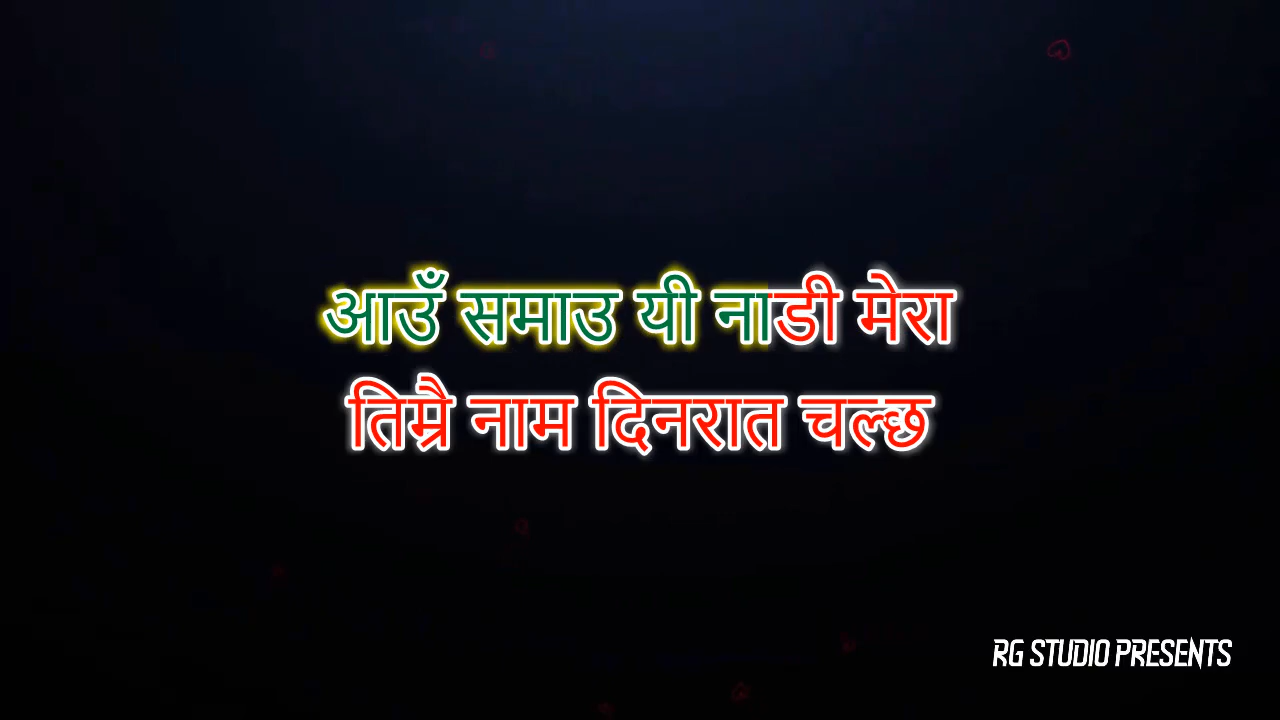 आउँ समाउ यी नाडी मेरा
तिम्रै नाम दिनरात चल्छ
RG STUDIO PRESENTS